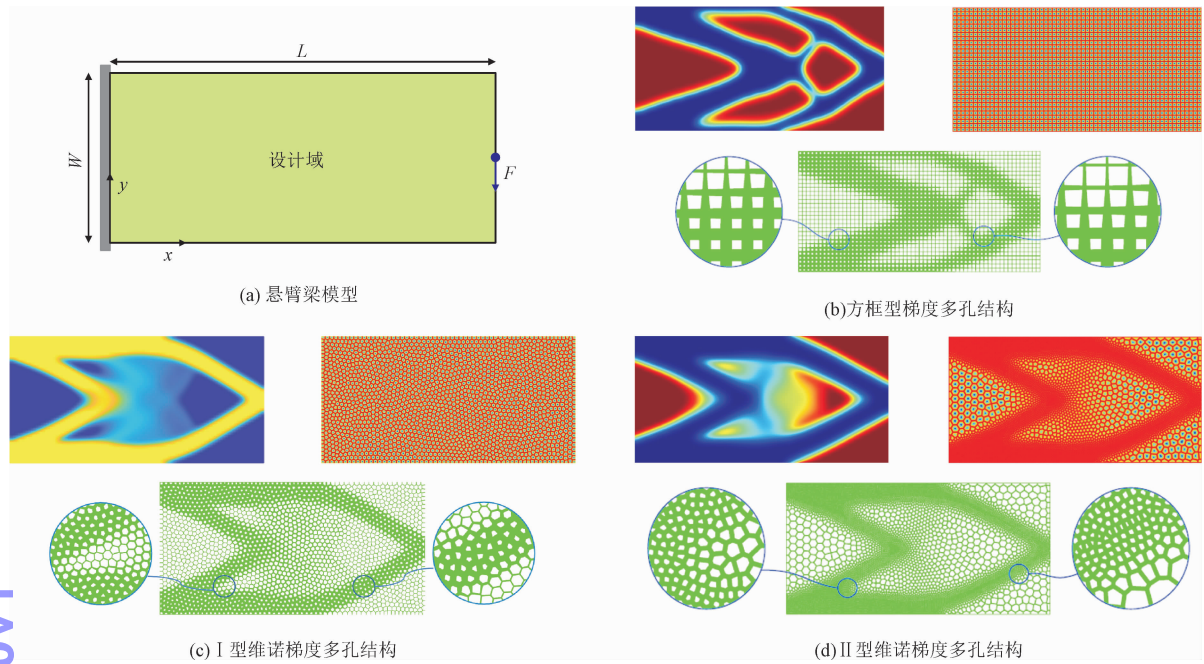 L
W
设计域
F
y
x
(a) 悬臂梁模型
(b)方框型梯度多孔结构
(c) Ⅰ型维诺梯度多孔结构
(d)Ⅱ型维诺梯度多孔结构